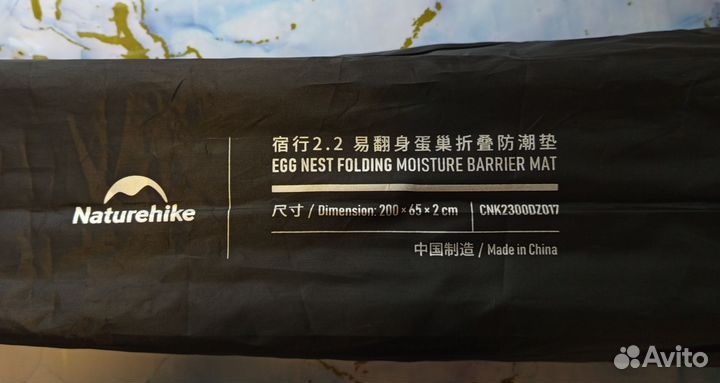 Naturehike
宿行2.2 易翻身蛋巢折叠防潮垫
EGG NEST FOLDING MOISTURE BARRIER MAT
尺寸 / Dimension: 200×65×2 cm CNK2300DZ017
中国制造 / Made in China
Avito